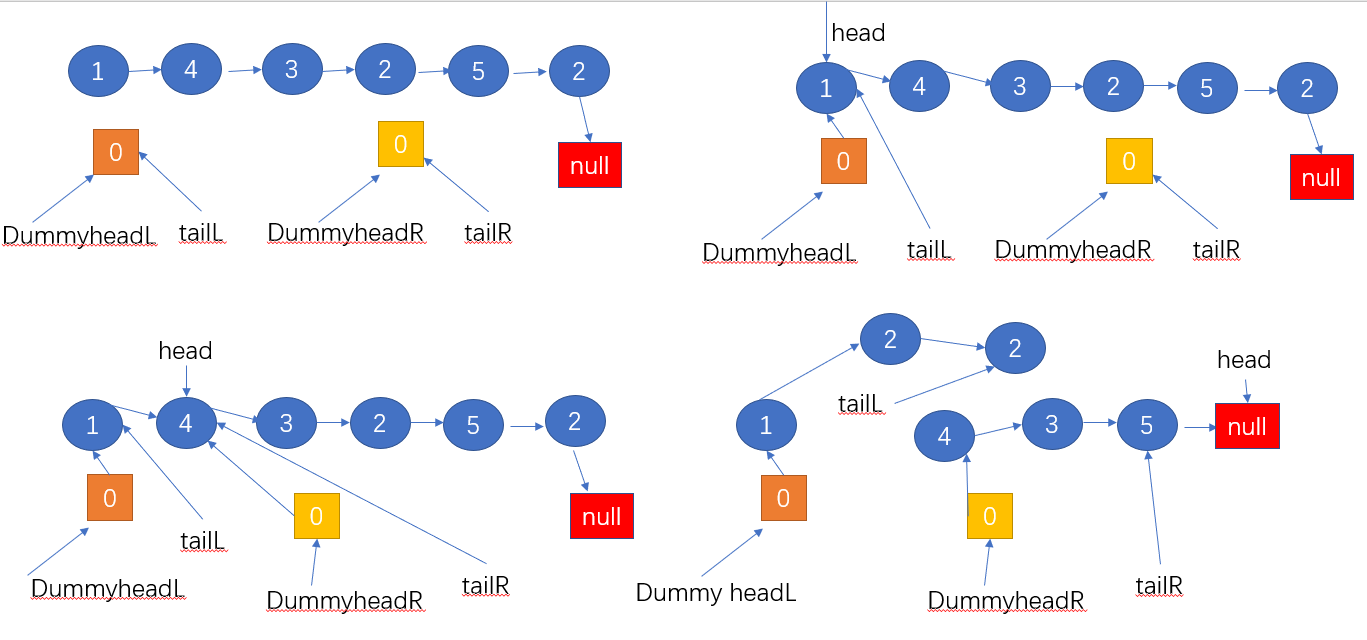 1 4 3 2 5 2
0 0 null
DummyheadL tailL DummyheadR tailR
head
1 4 3 2 5 2
0 0 null
DummyheadL tailL DummyheadR tailR
head
1 4 3 2 5 2
0 0 null
tailL
DummyheadL DummyheadR tailR
2 2
head
tailL
1 4 3 5 null
0 0
Dummy headL DummyheadR tailR